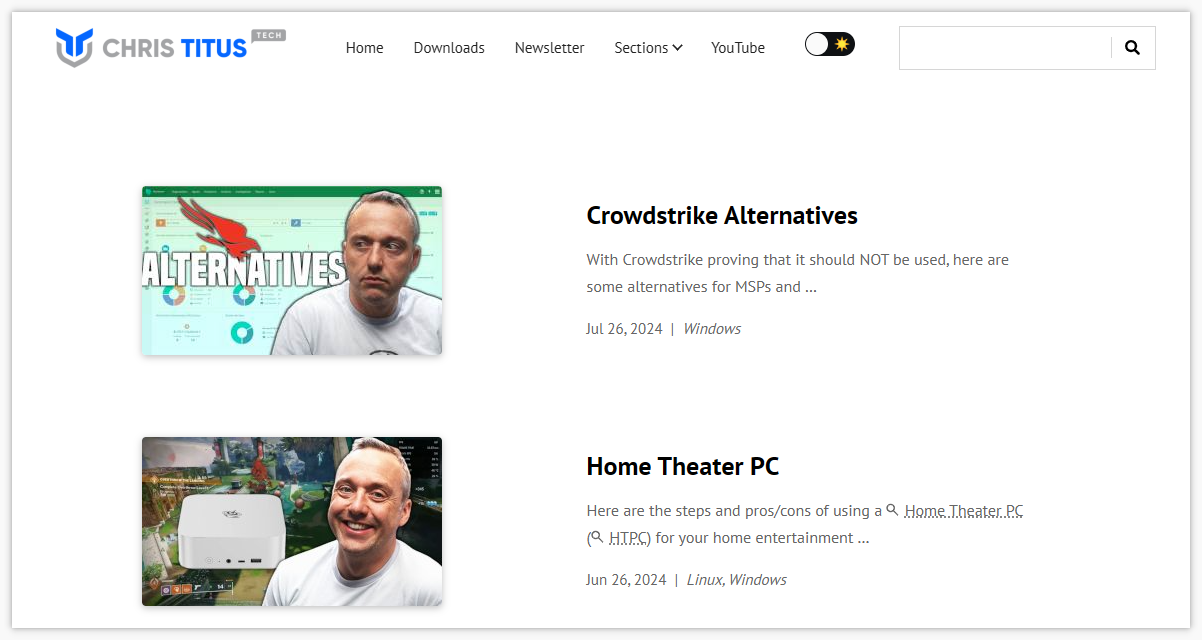 CHRIS TITUS TECH
Home Downloads Newsletter Sections YouTube
ALTERNATIVES
Crowdstrike Alternatives
With Crowdstrike proving that it should NOT be used, here are
some alternatives for MSPs and ...
Jul 26, 2024 | Windows
Home Theater PC
Here are the steps and pros/cons of using a Home Theater PC
(HTPC) for your home entertainment ...
Jun 26, 2024 | Linux, Windows